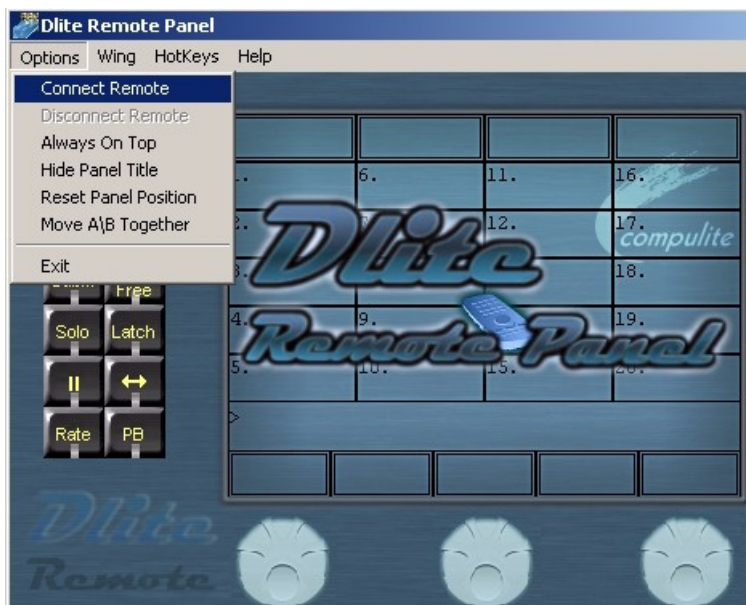 Dlite Remote Panel
Options Wing HotKeys Help
Connect Remote
Disconnect Remote
Always On Top
Hide Panel Title
Reset Panel Position
Move A\B Together
Exit
Free
Solo Latch
Rate PB
6. 11. 16.
12. 17.
18.
4. 9. 19.
5. 10. 15. 20.
>
compulite
Dlite
Remote Panel
Dlite
Remote